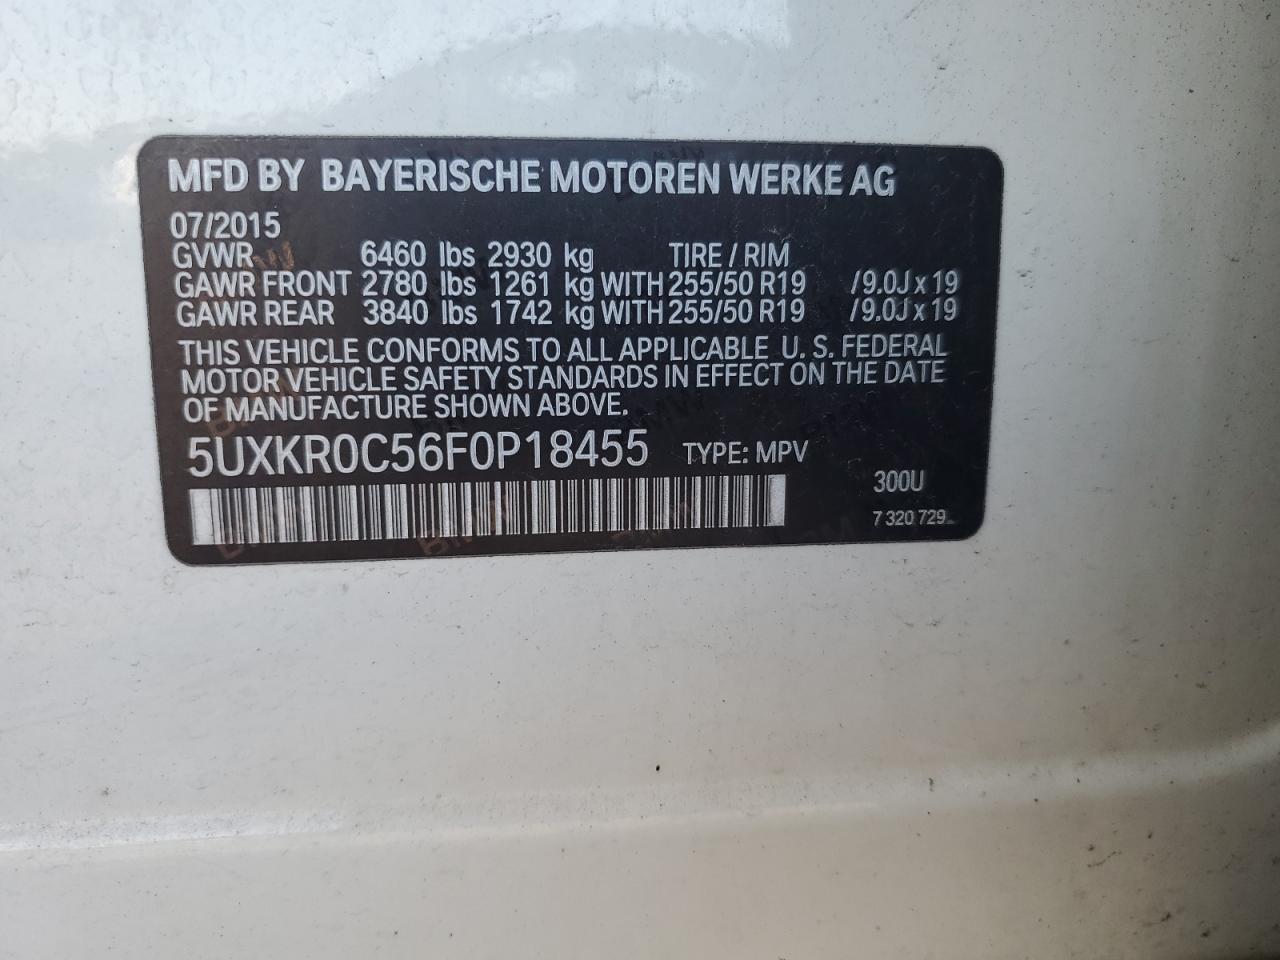 MFD BY BAYERISCHE MOTOREN WERKE AG
07/2015
GVWR 6460 lbs 2930 kg TIRE / RIM
GAWR FRONT 2780 lbs 1261 kg WITH 255/50 R19 /9.0J x 19
GAWR REAR 3840 lbs 1742 kg WITH 255/50 R19 /9.0J x 19
THIS VEHICLE CONFORMS TO ALL APPLICABLE U. S. FEDERAL
MOTOR VEHICLE SAFETY STANDARDS IN EFFECT ON THE DATE
OF MANUFACTURE SHOWN ABOVE.
5UXKR0C56F0P18455 TYPE: MPV
300U
7 320 729